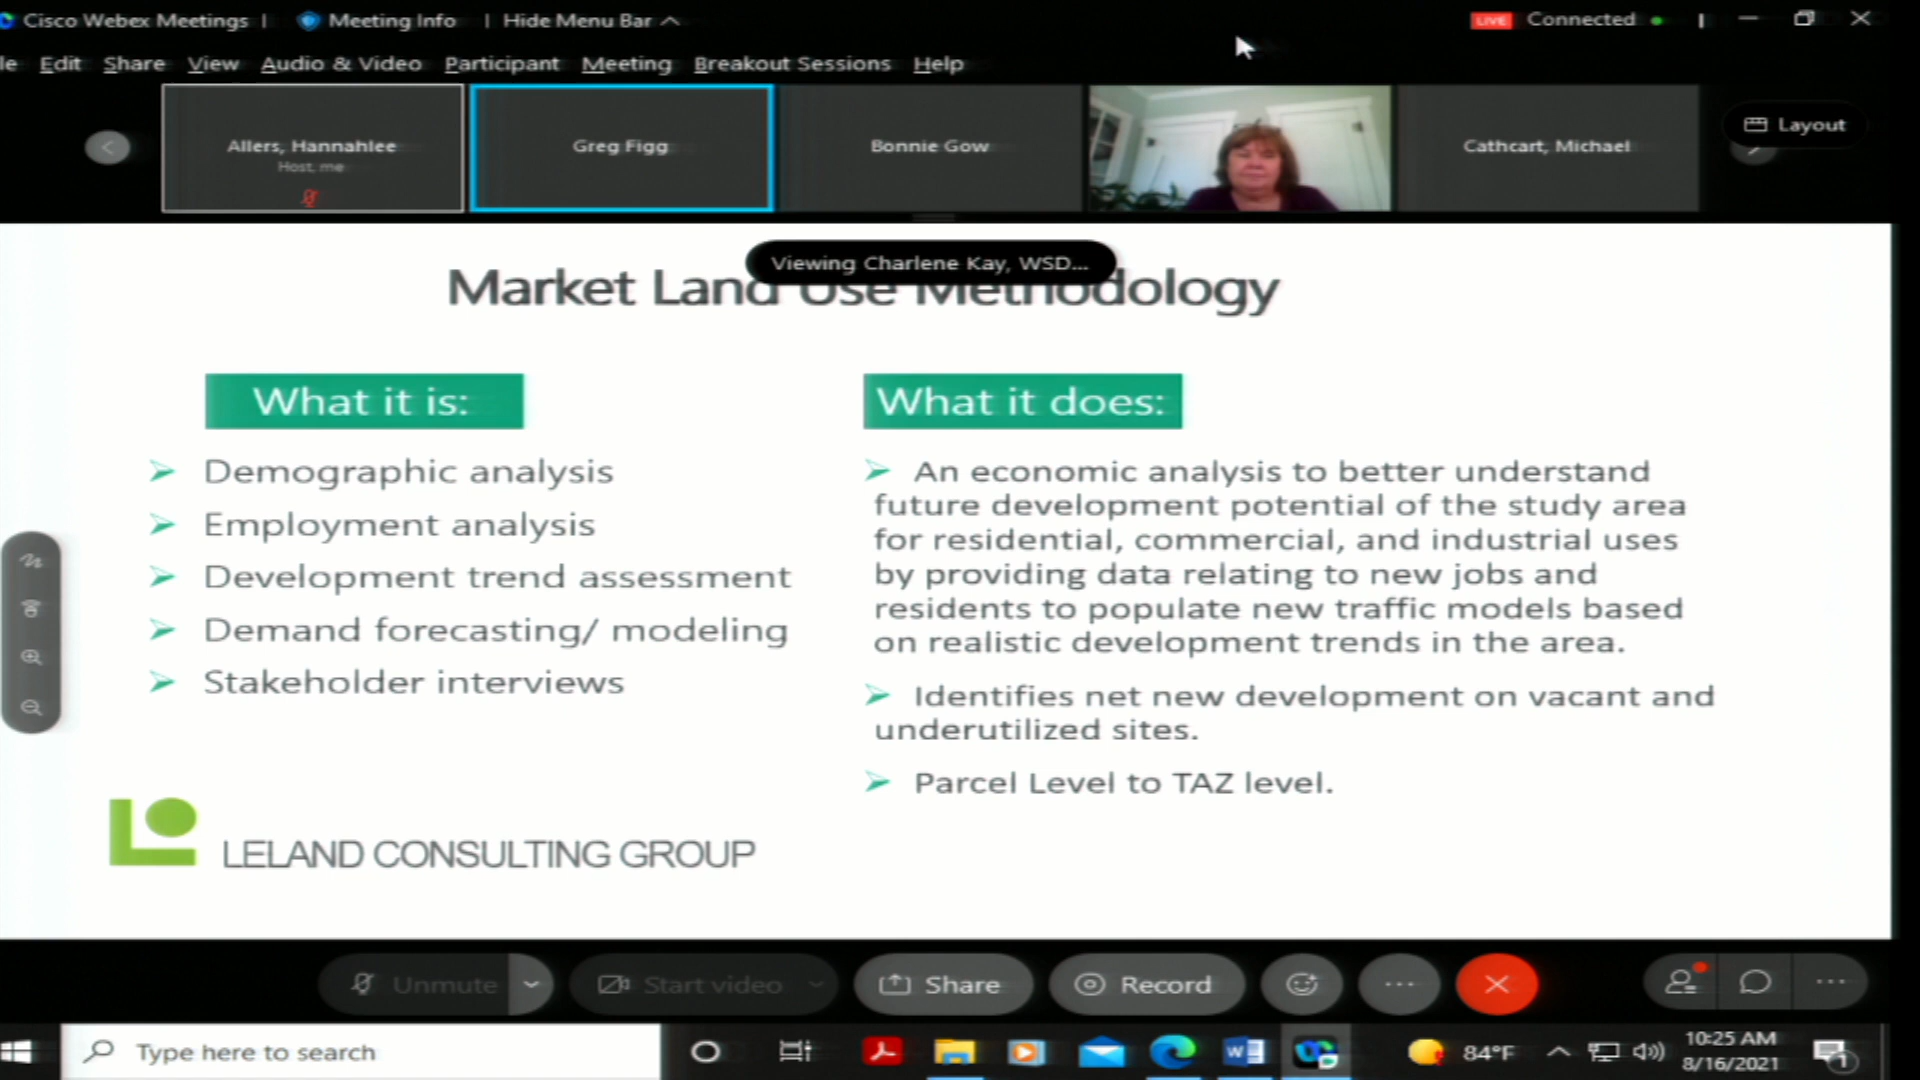 Cisco Webex Meetings | Meeting Info | Hide Menu Bar
LIVE Connected
le Edit Share View Audio & Video Participant Meeting Breakout Sessions Help
Allers, Hannahlee
Host, me
Greg Figg
Bonnie Gow
Cathcart, Michael
Layout
Viewing Charlene Kay, WSD...
Market Land Use Methodology
What it is:
Demographic analysis
Employment analysis
Development trend assessment
Demand forecasting/ modeling
Stakeholder interviews
What it does:
An economic analysis to better understand
future development potential of the study area
for residential, commercial, and industrial uses
by providing data relating to new jobs and
residents to populate new traffic models based
on realistic development trends in the area.
Identifies net new development on vacant and
underutilized sites.
Parcel Level to TAZ level.
LELAND CONSULTING GROUP
Unmute
Start video
Share
Record
Type here to search
84°F
10:25 AM
8/16/2021
1